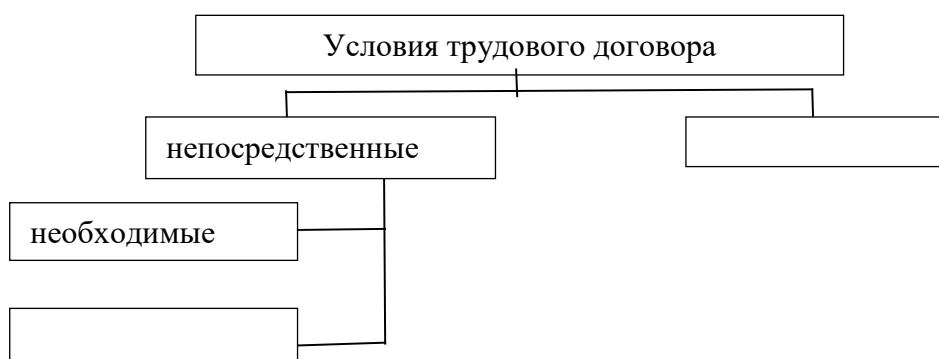 Условия трудового договора
непосредственные
необходимые